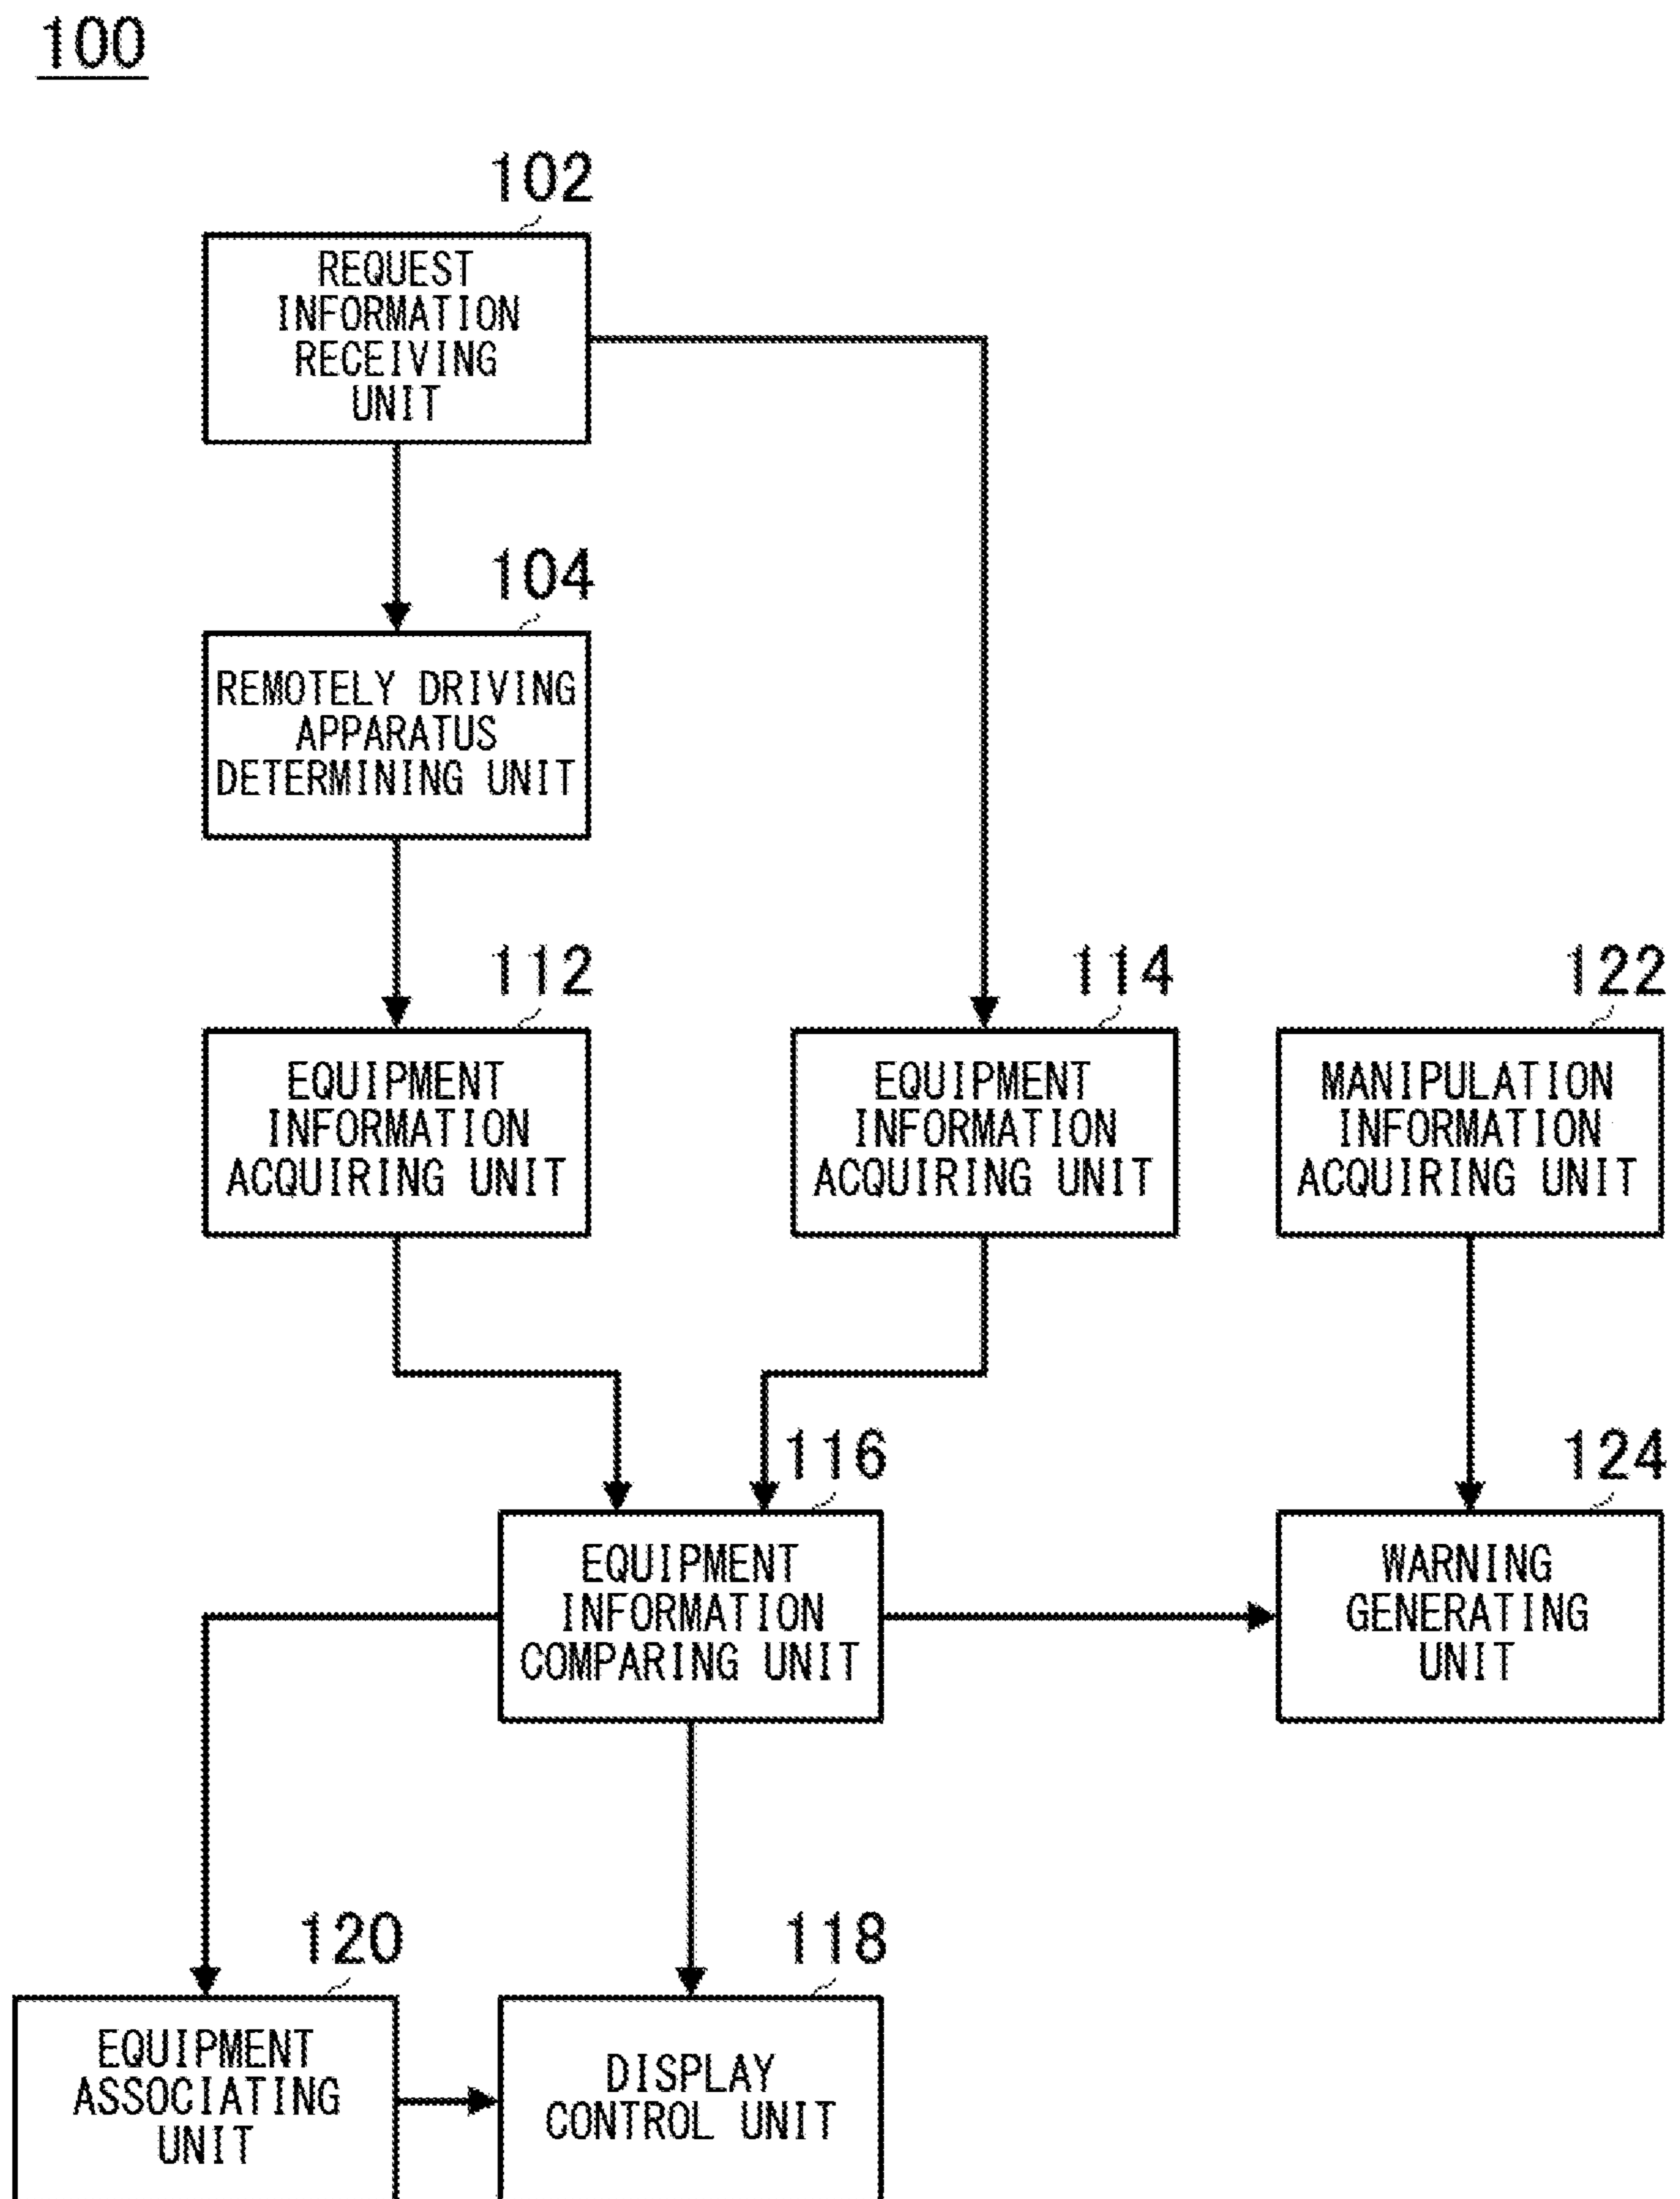 100
102
REQUEST
INFORMATION
RECEIVING
UNIT
104
REMOTELY DRIVING
APPARATUS
DETERMINING UNIT
112
EQUIPMENT
INFORMATION
ACQUIRING UNIT
114
EQUIPMENT
INFORMATION
ACQUIRING UNIT
122
MANIPULATION
INFORMATION
ACQUIRING UNIT
116
EQUIPMENT
INFORMATION
COMPARING UNIT
124
WARNING
GENERATING
UNIT
120
EQUIPMENT
ASSOCIATING
UNIT
118
DISPLAY
CONTROL UNIT